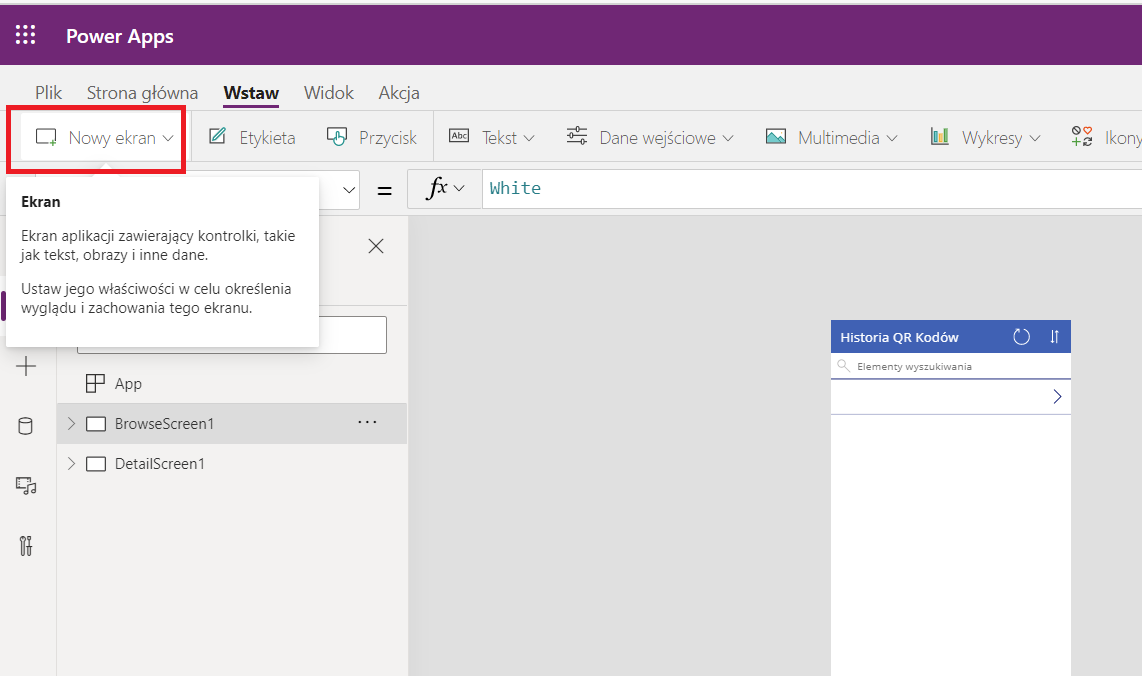 Power Apps
Plik Strona główna Wstaw Widok Akcja
Nowy ekran Etykieta Przycisk Abc Tekst Dane wejściowe Multimedia Wykresy Ikony
= fx White
Ekran
Ekran aplikacji zawierający kontrolki, takie
jak tekst, obrazy i inne dane.
Ustaw jego właściwości w celu określenia
wyglądu i zachowania tego ekranu.
App
BrowseScreen1 ...
DetailScreen1
Historia QR Kodów
Elementy wyszukiwania